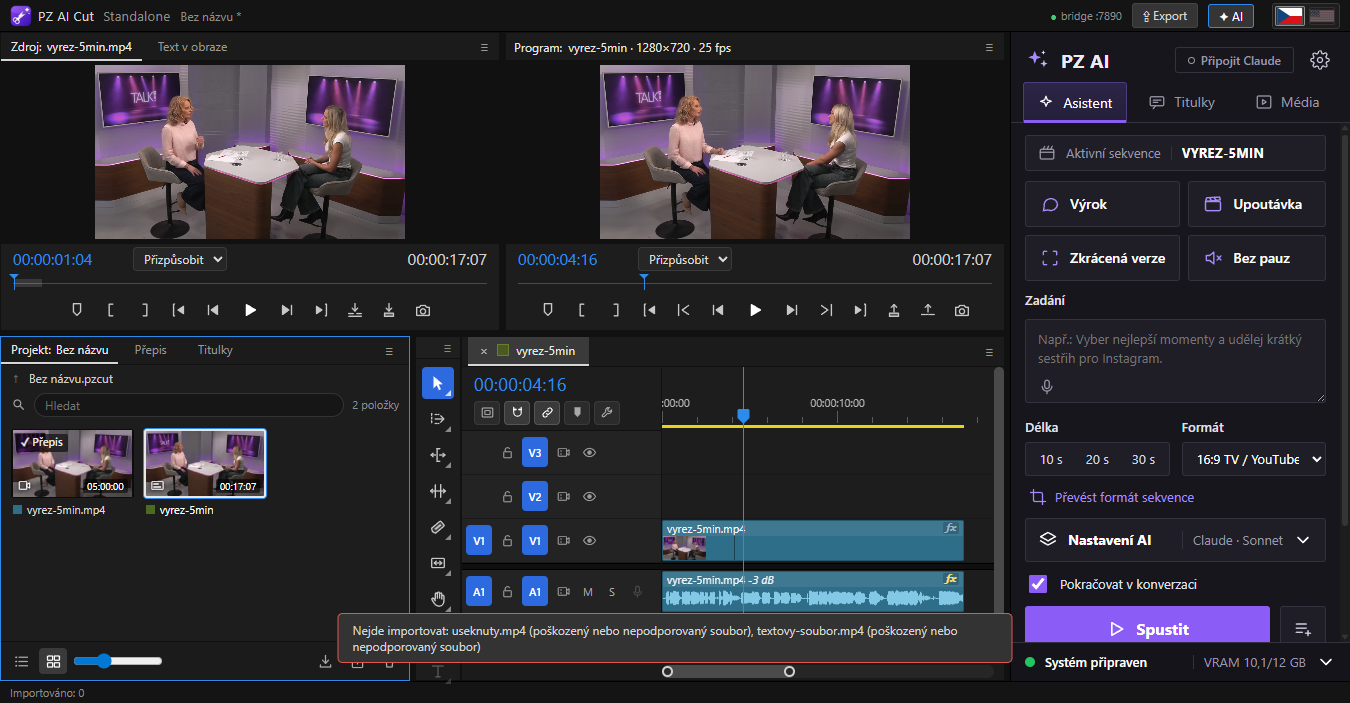 PZ AI Cut Standalone Bez názvu *
bridge :7890 Export AI
Zdroj: vyrez-5min.mp4 Text v obraze
Program: vyrez-5min · 1280×720 · 25 fps
TALK!
TALK!
00:00:01:04 Přizpůsobit 00:00:17:07
00:00:04:16 Přizpůsobit 00:00:17:07
Projekt: Bez názvu Přepis Titulky
Bez názvu.pzcut
Hledat 2 položky
Přepis
05:00:00
00:17:07
vyrez-5min.mp4
vyrez-5min
× vyrez-5min
00:00:04:16
:00:00 00:00:10:00
V3
V2
V1 V1
vyrez-5min.mp4 fx
A1 A1 M S
vyrez-5min.mp4 -3 dB fx
Nejde importovat: useknuty.mp4 (poškozený nebo nepodporovaný soubor), textovy-soubor.mp4 (poškozený nebo
nepodporovaný soubor)
Importováno: 0
PZ AI Připojit Claude
Asistent Titulky Média
Aktivní sekvence VYREZ-5MIN
Výrok Upoutávka
Zkrácená verze Bez pauz
Zadání
Např.: Vyber nejlepší momenty a udělej krátký
sestřih pro Instagram.
Délka Formát
10 s 20 s 30 s 16:9 TV / YouTube
Převést formát sekvence
Nastavení AI Claude · Sonnet
Pokračovat v konverzaci
Spustit
Systém připraven VRAM 10,1/12 GB